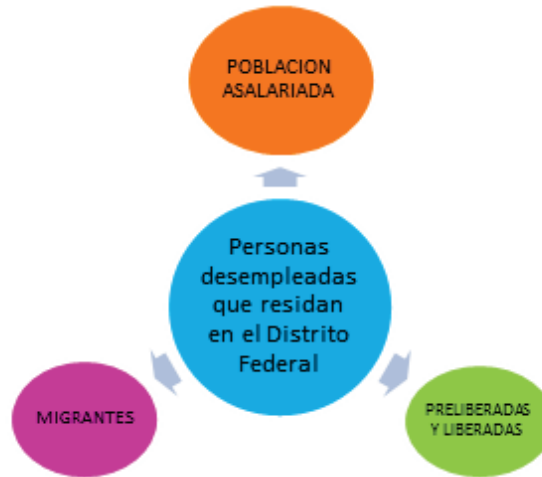 POBLACION
ASALARIADA
Personas
desempleadas
que residan
en el Distrito
Federal
MIGRANTES
PRELIBERADAS
Y LIBERADAS